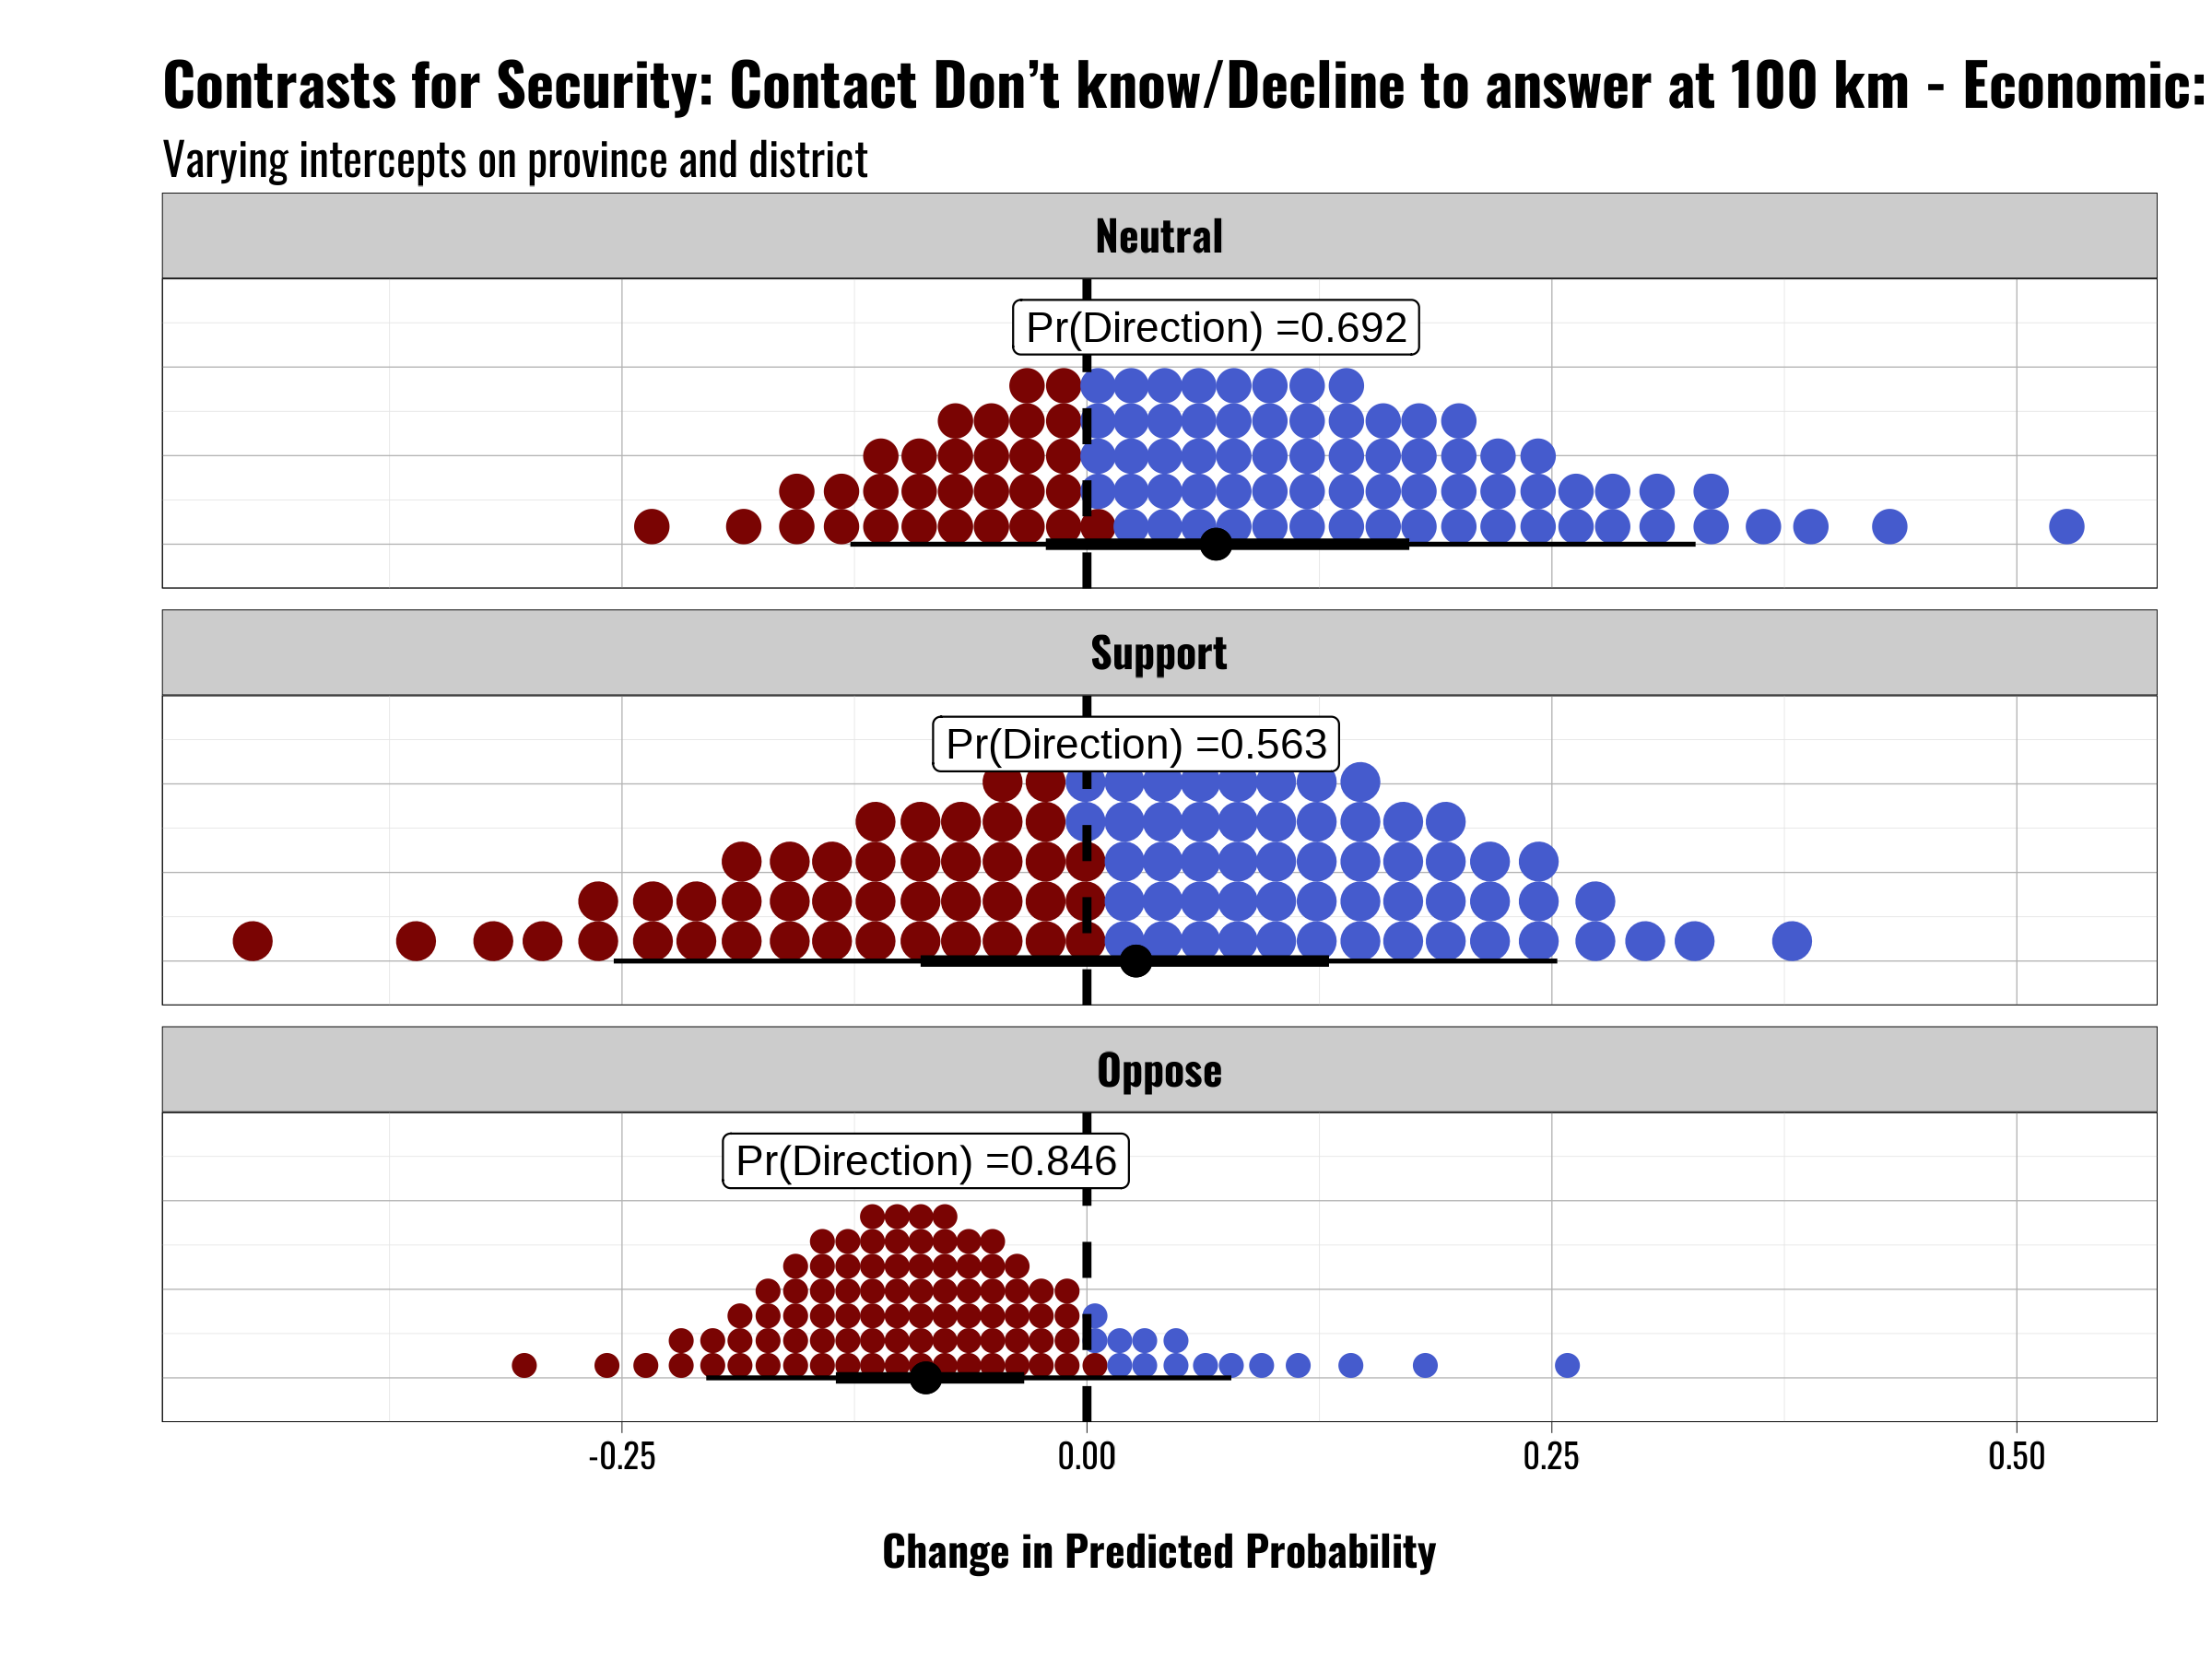 Contrasts for Security: Contact Don’t know/Decline to answer at 100 km - Economic:
Varying intercepts on province and district
Neutral
Pr(Direction) =0.692
Support
Pr(Direction) =0.563
Oppose
Pr(Direction) =0.846
-0.25 0.00 0.25 0.50
Change in Predicted Probability